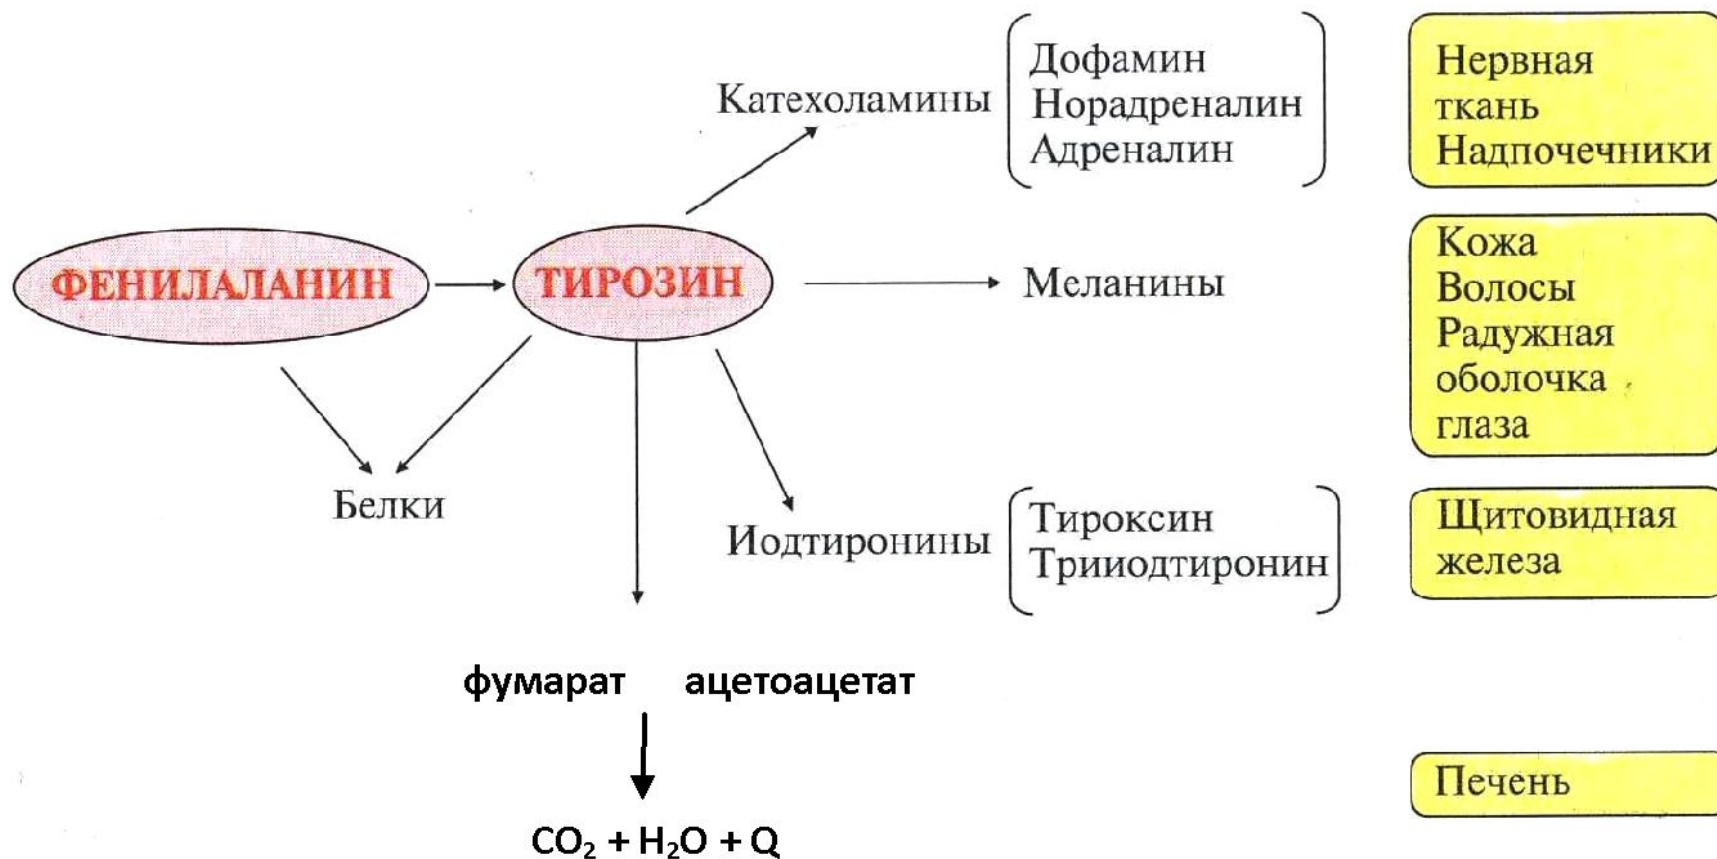 Катехоламины
Дофамин
Норадреналин
Адреналин
Нервная
ткань
Надпочечники
ФЕНИЛАЛАНИН
ТИРОЗИН
Меланины
Кожа
Волосы
Радужная
оболочка
глаза
Белки
Иодтиронины
Тироксин
Трииодтиронин
Щитовидная
железа
фумарат ацетоацетат
Печень
CO₂ + H₂O + Q